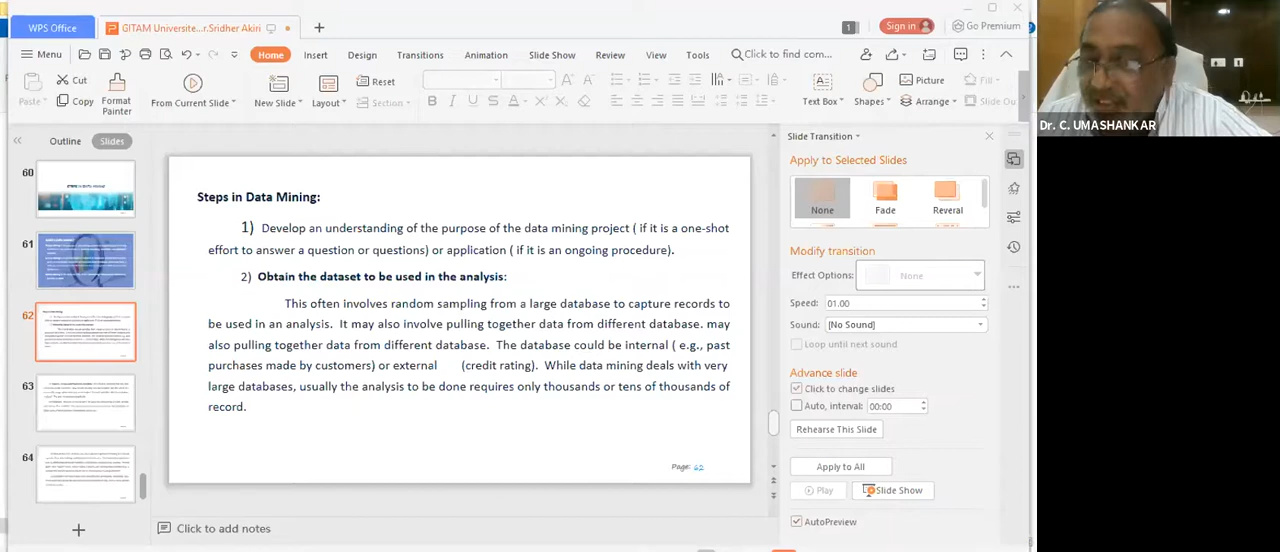 WPS Office
GITAM Universite...r.Sridher Akiri
1
Sign in
Go Premium
Menu
Home
Insert
Design
Transitions
Animation
Slide Show
Review
View
Tools
Click to find com...
Paste
Cut
Copy
Format
Painter
From Current Slide
New Slide
Layout
Reset
Section
B I U A S
Text Box
Shapes
Picture
Arrange
Fill
Slide Ou
Outline
Slides
60
61
62
63
64
Steps in Data Mining:
1) Develop an understanding of the purpose of the data mining project ( if it is a one-shot
effort to answer a question or questions) or application( if it is an ongoing procedure).
2) Obtain the dataset to be used in the analysis:
This often involves random sampling from a large database to capture records to
be used in an analysis. It may also involve pulling together data from different database. may
also pulling together data from different database. The database could be internal ( e.g., past
purchases made by customers) or external (credit rating). While data mining deals with very
large databases, usually the analysis to be done requires only thousands or tens of thousands of
record.
Page: 62
Click to add notes
Slide Transition
Apply to Selected Slides
None
Fade
Reveral
Modify transition
Effect Options:
None
Speed: 01.00
Sound: [No Sound]
Loop until next sound
Advance slide
Click to change slides
Auto, interval: 00:00
Rehearse This Slide
Apply to All
Play
Slide Show
AutoPreview
Dr. C. UMASHANKAR